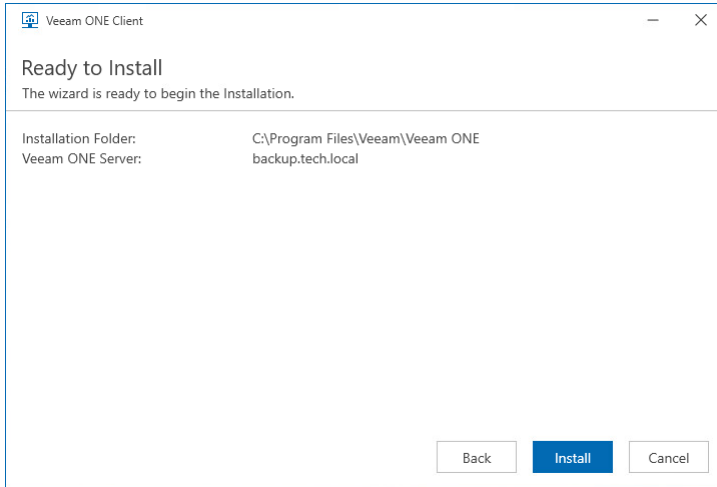 Veeam ONE Client
Ready to Install
The wizard is ready to begin the Installation.
Installation Folder: C:\Program Files\Veeam\Veeam ONE
Veeam ONE Server: backup.tech.local
Back Install Cancel